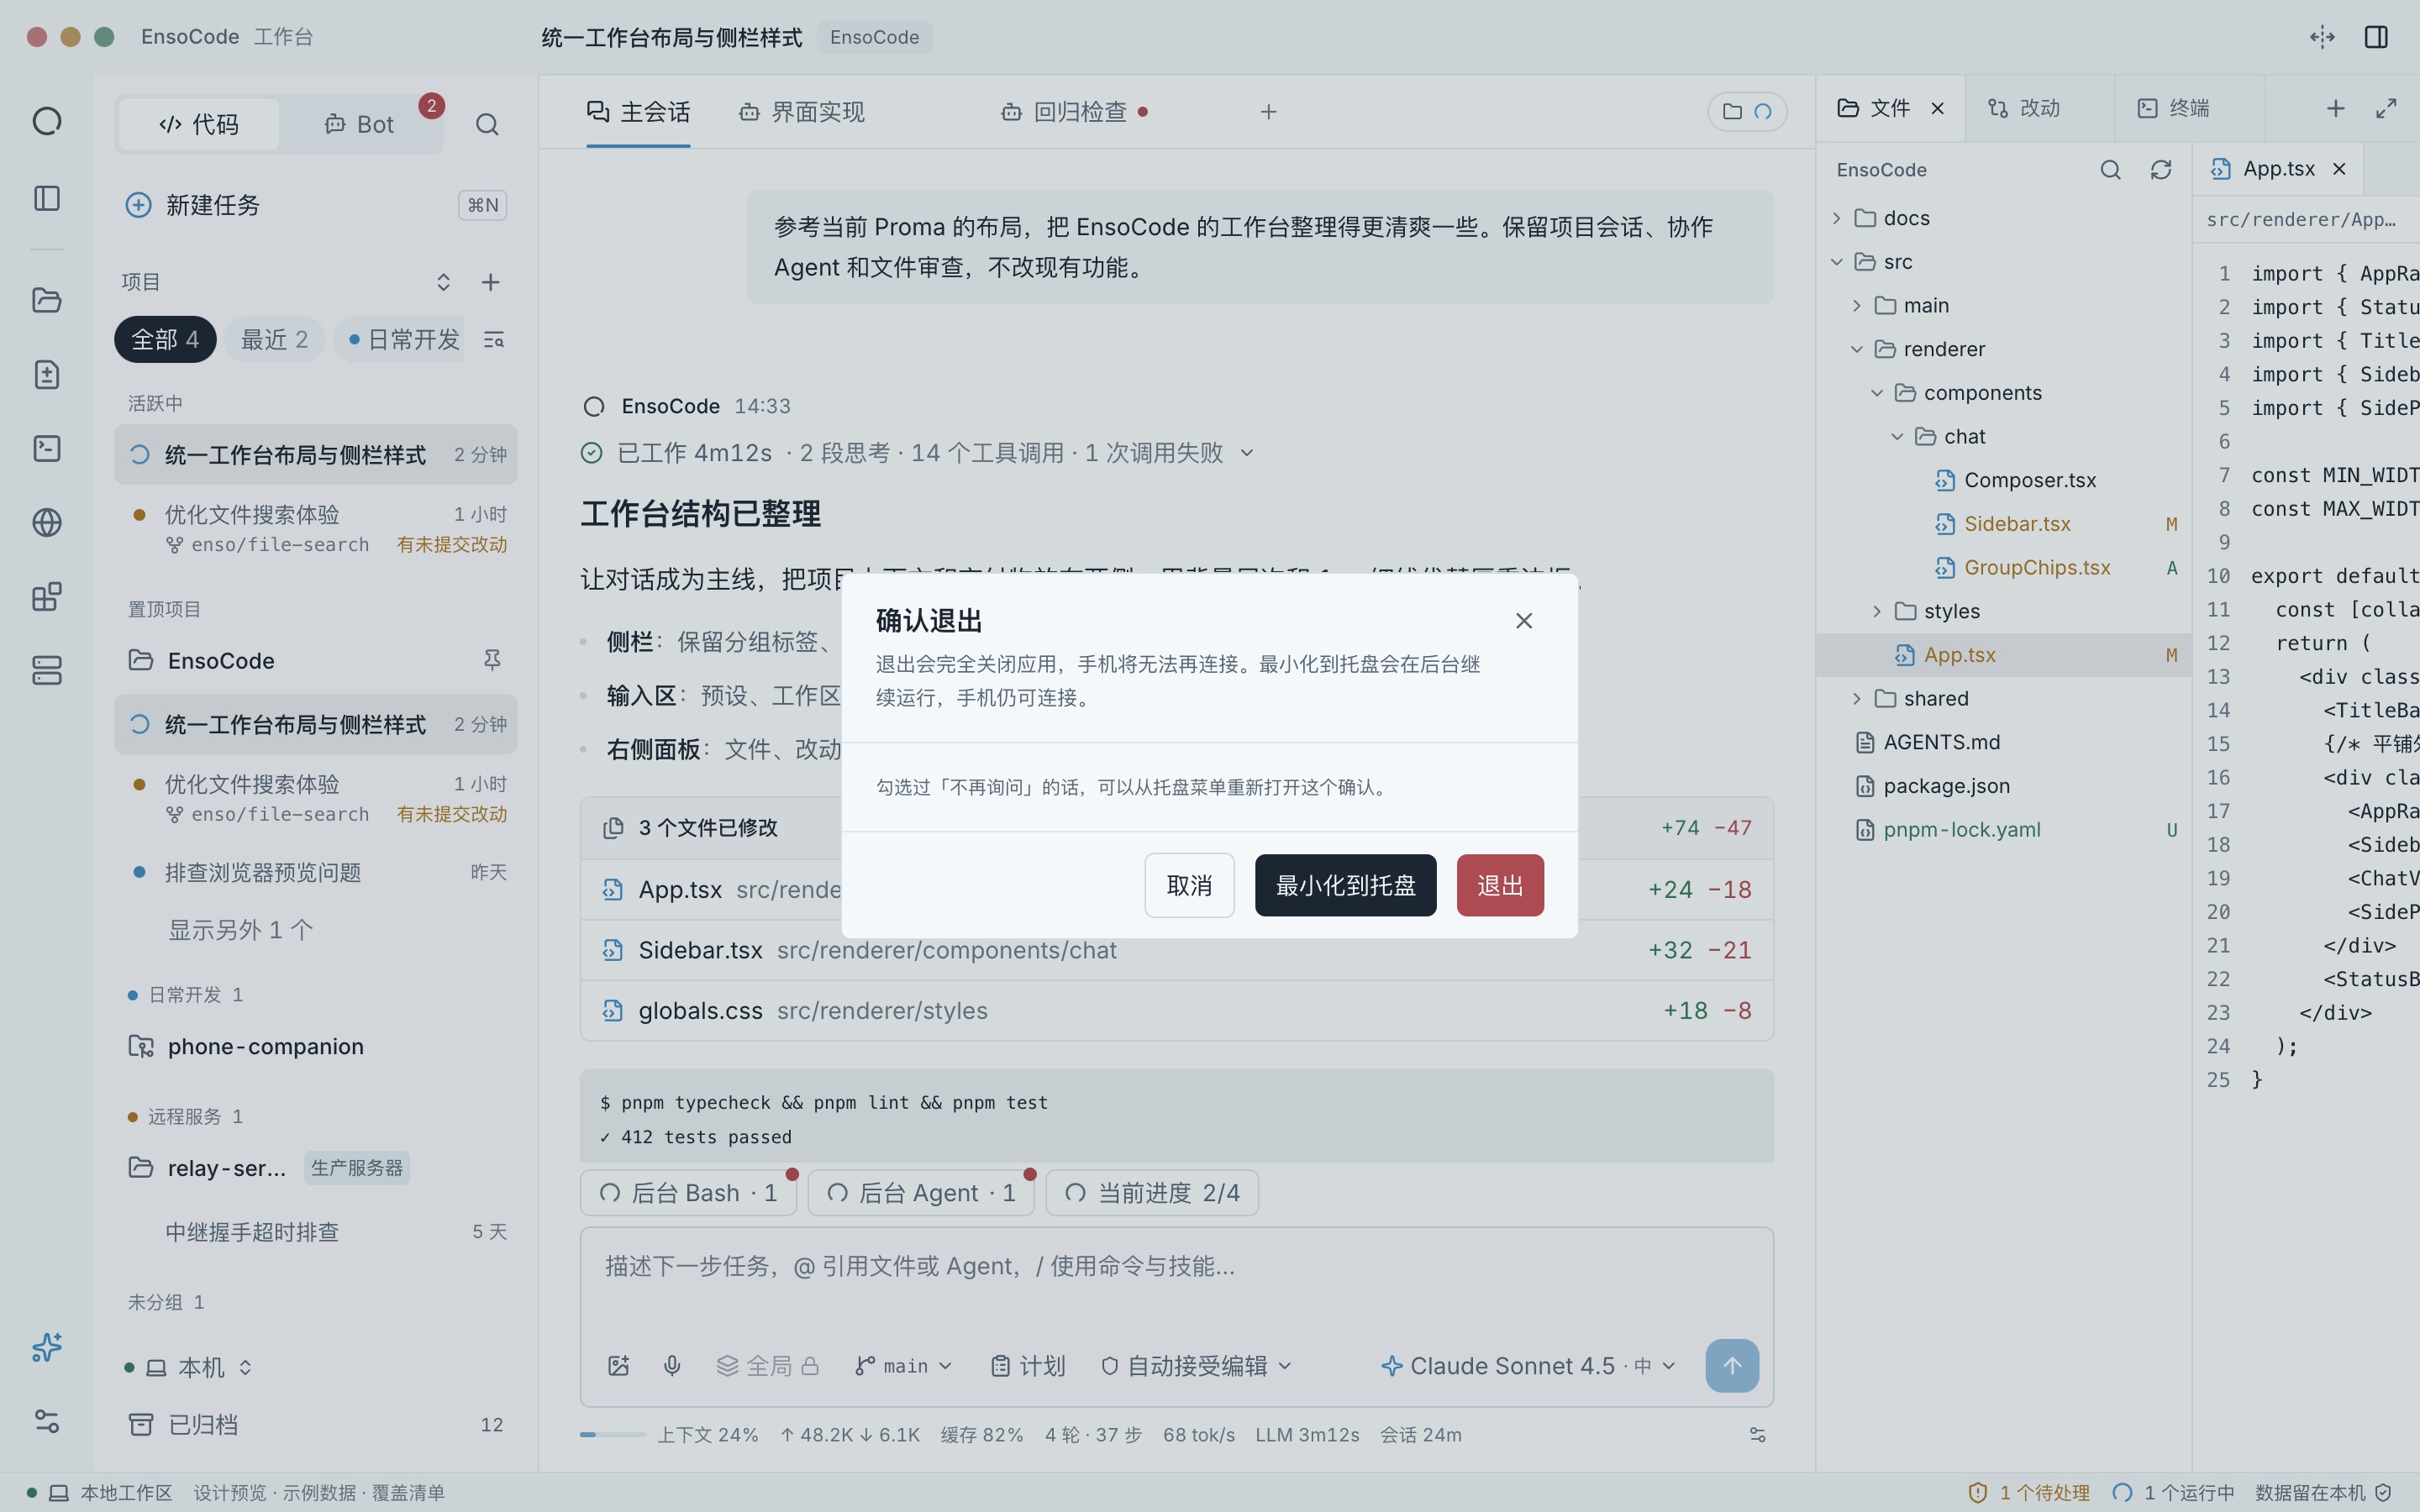 EnsoCode 工作台
统一工作台布局与侧栏样式 EnsoCode
代码
Bot
2
新建任务 ⌘N
项目
全部 4 最近 2 日常开发
活跃中
统一工作台布局与侧栏样式 2 分钟
优化文件搜索体验 1 小时
enso/file-search 有未提交改动
置顶项目
EnsoCode
统一工作台布局与侧栏样式 2 分钟
优化文件搜索体验 1 小时
enso/file-search 有未提交改动
排查浏览器预览问题 昨天
显示另外 1 个
日常开发 1
phone-companion
远程服务 1
relay-ser... 生产服务器
中继握手超时排查 5 天
未分组 1
本机
已归档 12
主会话 界面实现 回归检查
参考当前 Proma 的布局，把 EnsoCode 的工作台整理得更清爽一些。保留项目会话、协作
Agent 和文件审查，不改现有功能。
EnsoCode 14:33
已工作 4m12s · 2 段思考 · 14 个工具调用 · 1 次调用失败
工作台结构已整理
让对话成为主线，把项目
侧栏：保留分组标签、
输入区：预设、工作区
右侧面板：文件、改动
3 个文件已修改 +74 −47
App.tsx src/rende +24 −18
Sidebar.tsx src/renderer/components/chat +32 −21
globals.css src/renderer/styles +18 −8
$ pnpm typecheck && pnpm lint && pnpm test
✓ 412 tests passed
后台 Bash · 1 后台 Agent · 1 当前进度 2/4
描述下一步任务，@ 引用文件或 Agent，/ 使用命令与技能...
全局 main 计划 自动接受编辑 Claude Sonnet 4.5 · 中
上下文 24% ↑ 48.2K ↓ 6.1K 缓存 82% 4 轮 · 37 步 68 tok/s LLM 3m12s 会话 24m
确认退出
退出会完全关闭应用，手机将无法再连接。最小化到托盘会在后台继
续运行，手机仍可连接。
勾选过「不再询问」的话，可以从托盘菜单重新打开这个确认。
取消 最小化到托盘 退出
文件 改动 终端
EnsoCode
docs
src
main
renderer
components
chat
Composer.tsx
Sidebar.tsx M
GroupChips.tsx A
styles
App.tsx M
shared
AGENTS.md
package.json
pnpm-lock.yaml U
App.tsx
src/renderer/App…
1 import { AppRa
2 import { Statu
3 import { Title
4 import { Sideb
5 import { SideP
6
7 const MIN_WIDT
8 const MAX_WIDT
9
10 export default
11 const [colla
12 return (
13 <div class
14 <TitleBa
15 {/* 平铺
16 <div cla
17 <AppRa
18 <Sideb
19 <ChatV
20 <SideP
21 </div>
22 <StatusB
23 </div>
24 );
25 }
本地工作区 设计预览 · 示例数据 · 覆盖清单
1 个待处理 1 个运行中 数据留在本机